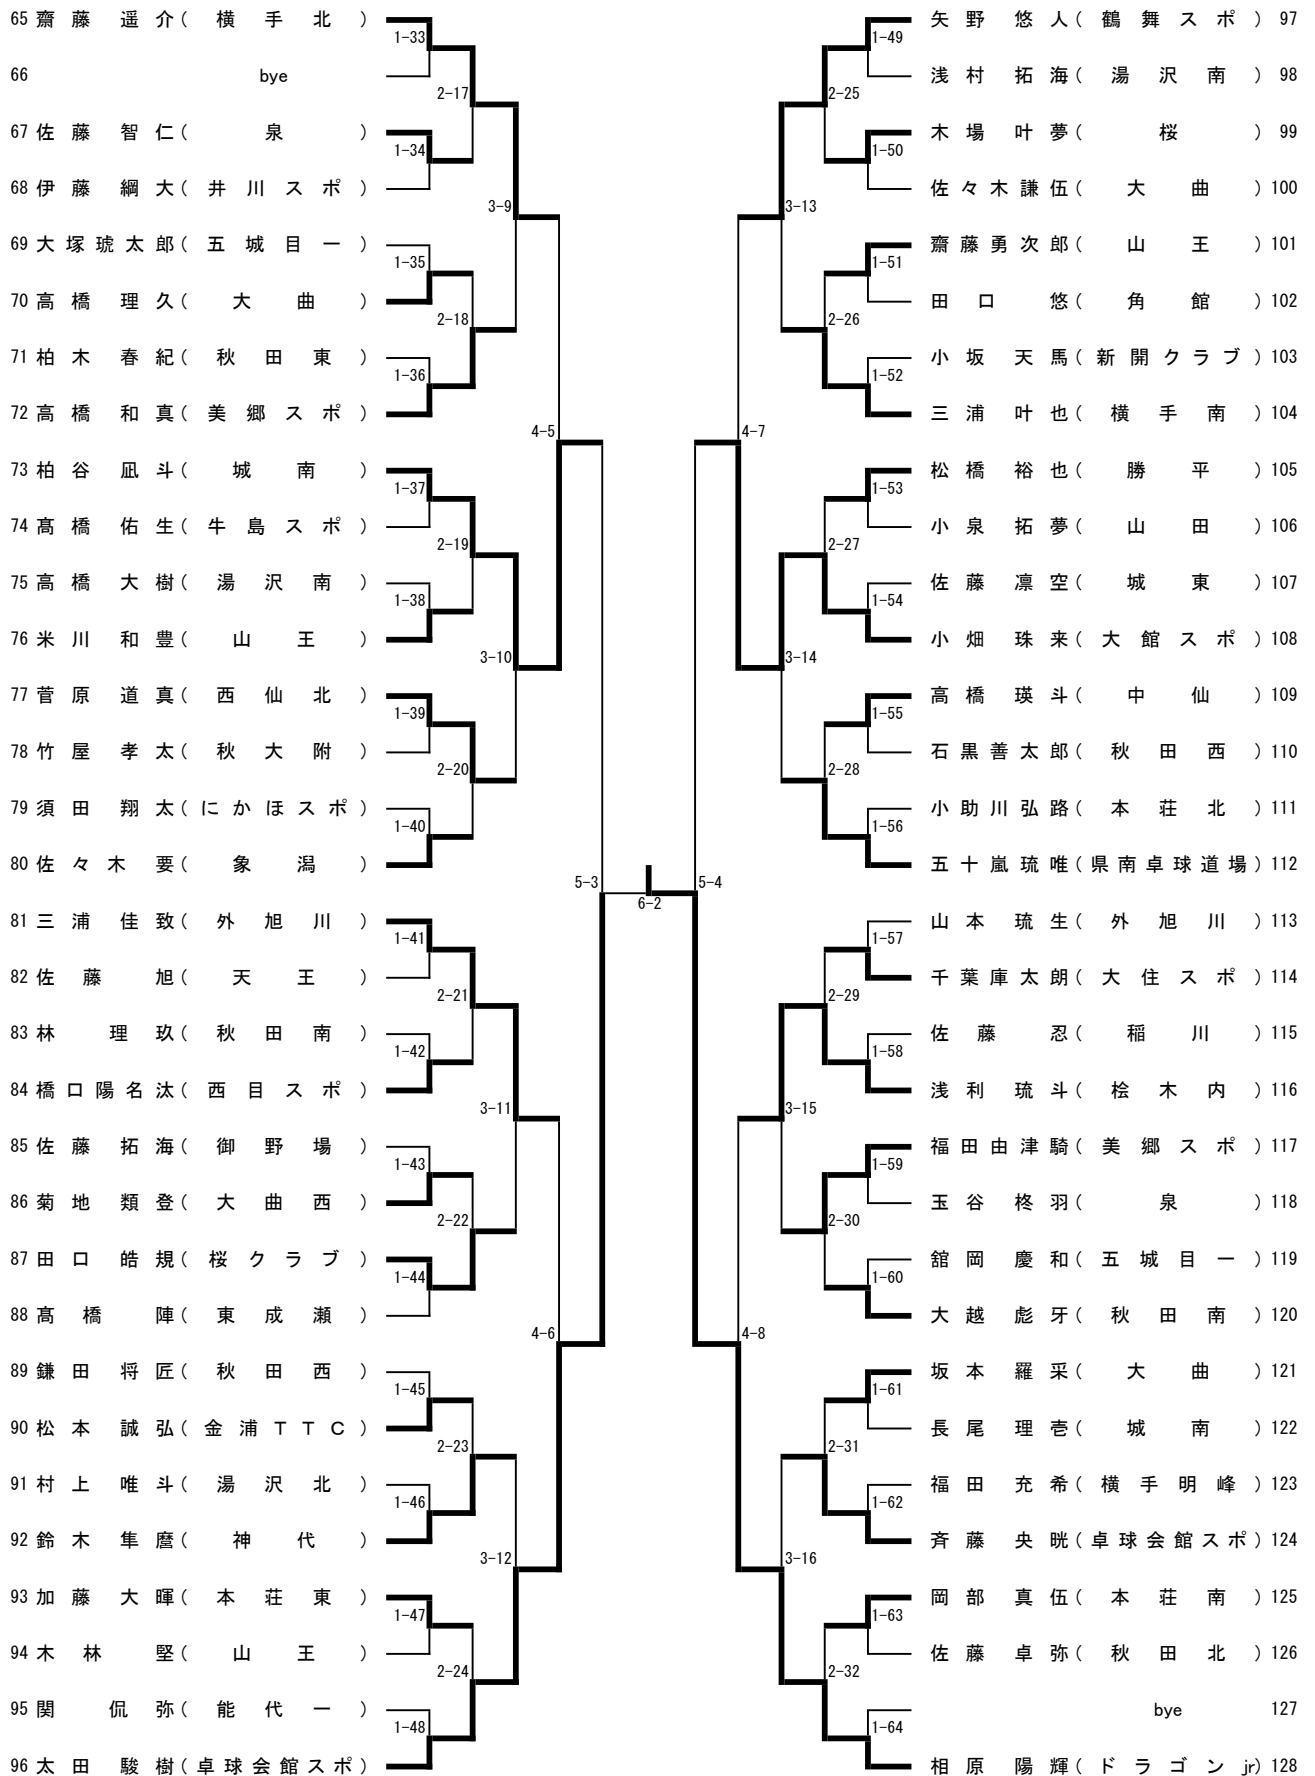 65 齋藤遥介(横手北)
1-33
66 bye
2-17
67 佐藤智仁(泉)
1-34
68 伊藤綱大(井川スポ)
3-9
69 大塚琥太郎(五城目一)
1-35
70 高橋理久(大曲)
2-18
71 柏木春紀(秋田東)
1-36
72 高橋和真(美郷スポ)
4-5
73 柏谷凪斗(城南)
1-37
74 髙橋佑生(牛島スポ)
2-19
75 高橋大樹(湯沢南)
1-38
76 米川和豊(山王)
3-10
77 菅原道真(西仙北)
1-39
78 竹屋孝太(秋大附)
2-20
79 須田翔太(にかほスポ)
1-40
80 佐々木要(象潟)
5-3
81 三浦佳致(外旭川)
1-41
82 佐藤旭(天王)
2-21
83 林理玖(秋田南)
1-42
84 橋口陽名汰(西目スポ)
3-11
85 佐藤拓海(御野場)
1-43
86 菊地類登(大曲西)
2-22
87 田口皓規(桜クラブ)
1-44
88 髙橋陣(東成瀬)
4-6
89 鎌田将匠(秋田西)
1-45
90 松本誠弘(金浦TTC)
2-23
91 村上唯斗(湯沢北)
1-46
92 鈴木隼麿(神代)
3-12
93 加藤大暉(本荘東)
1-47
94 木林堅(山王)
2-24
95 関侃弥(能代一)
1-48
96 太田駿樹(卓球会館スポ)
6-2
矢野悠人(鶴舞スポ) 97
1-49
浅村拓海(湯沢南) 98
2-25
木場叶夢(桜) 99
1-50
佐々木謙伍(大曲) 100
3-13
齋藤勇次郎(山王) 101
1-51
田口悠(角館) 102
2-26
小坂天馬(新開クラブ) 103
1-52
三浦叶也(横手南) 104
4-7
松橋裕也(勝平) 105
1-53
小泉拓夢(山田) 106
2-27
佐藤凛空(城東) 107
1-54
小畑珠来(大館スポ) 108
3-14
高橋瑛斗(中仙) 109
1-55
石黒善太郎(秋田西) 110
2-28
小助川弘路(本荘北) 111
1-56
五十嵐琉唯(県南卓球道場) 112
5-4
山本琉生(外旭川) 113
1-57
千葉庫太朗(大住スポ) 114
2-29
佐藤忍(稲川) 115
1-58
浅利琉斗(桧木内) 116
3-15
福田由津騎(美郷スポ) 117
1-59
玉谷柊羽(泉) 118
2-30
舘岡慶和(五城目一) 119
1-60
大越彪牙(秋田南) 120
4-8
坂本羅采(大曲) 121
1-61
長尾理壱(城南) 122
2-31
福田充希(横手明峰) 123
1-62
斉藤央晄(卓球会館スポ) 124
3-16
岡部真伍(本荘南) 125
1-63
佐藤卓弥(秋田北) 126
2-32
bye 127
1-64
相原陽輝(ドラゴンjr) 128